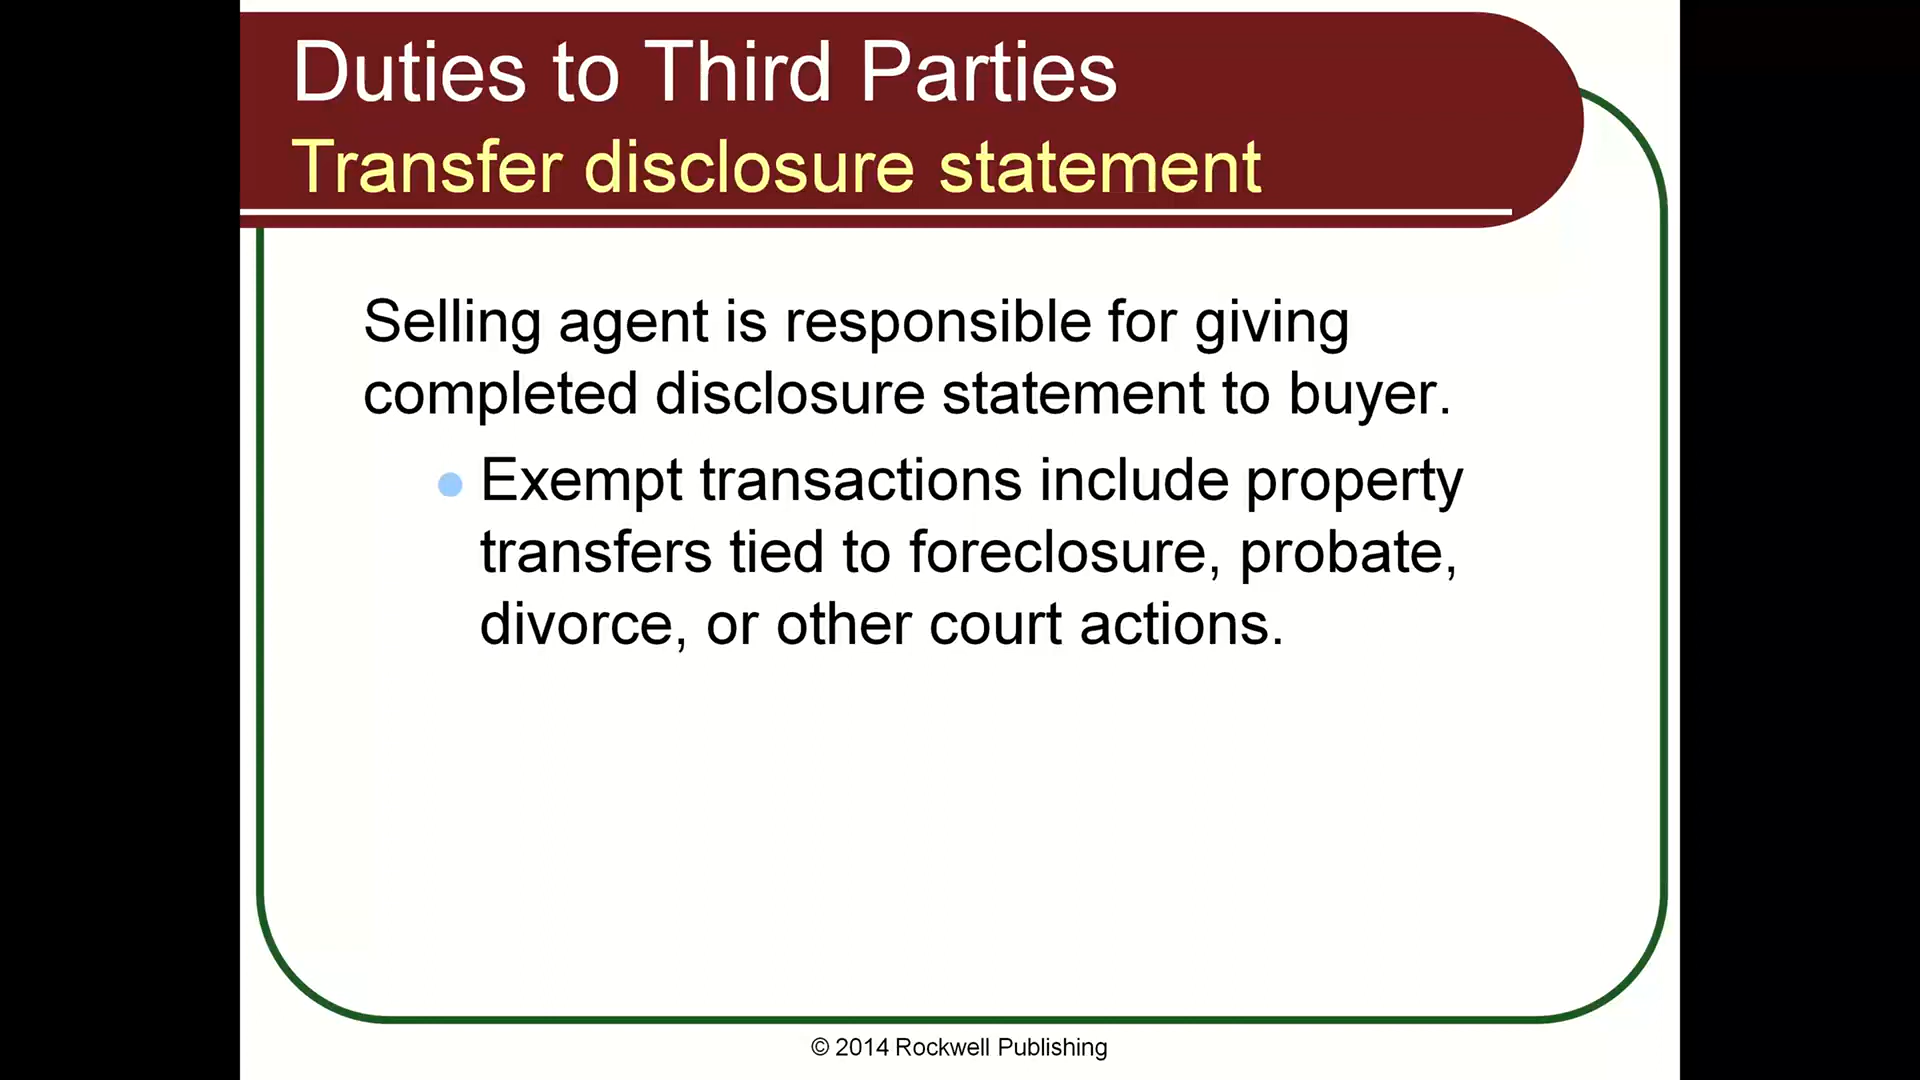 Duties to Third Parties
Transfer disclosure statement
Selling agent is responsible for giving
completed disclosure statement to buyer.
Exempt transactions include property
transfers tied to foreclosure, probate,
divorce, or other court actions.
© 2014 Rockwell Publishing